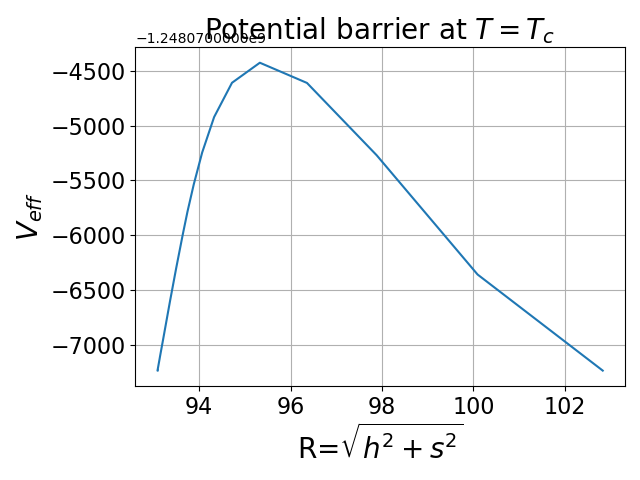 Potential barrier at T = T_c
−1.2480700000e9
−4500
−5000
−5500
−6000
−6500
−7000
V_eff
94 96 98 100 102
R=√h² + s²